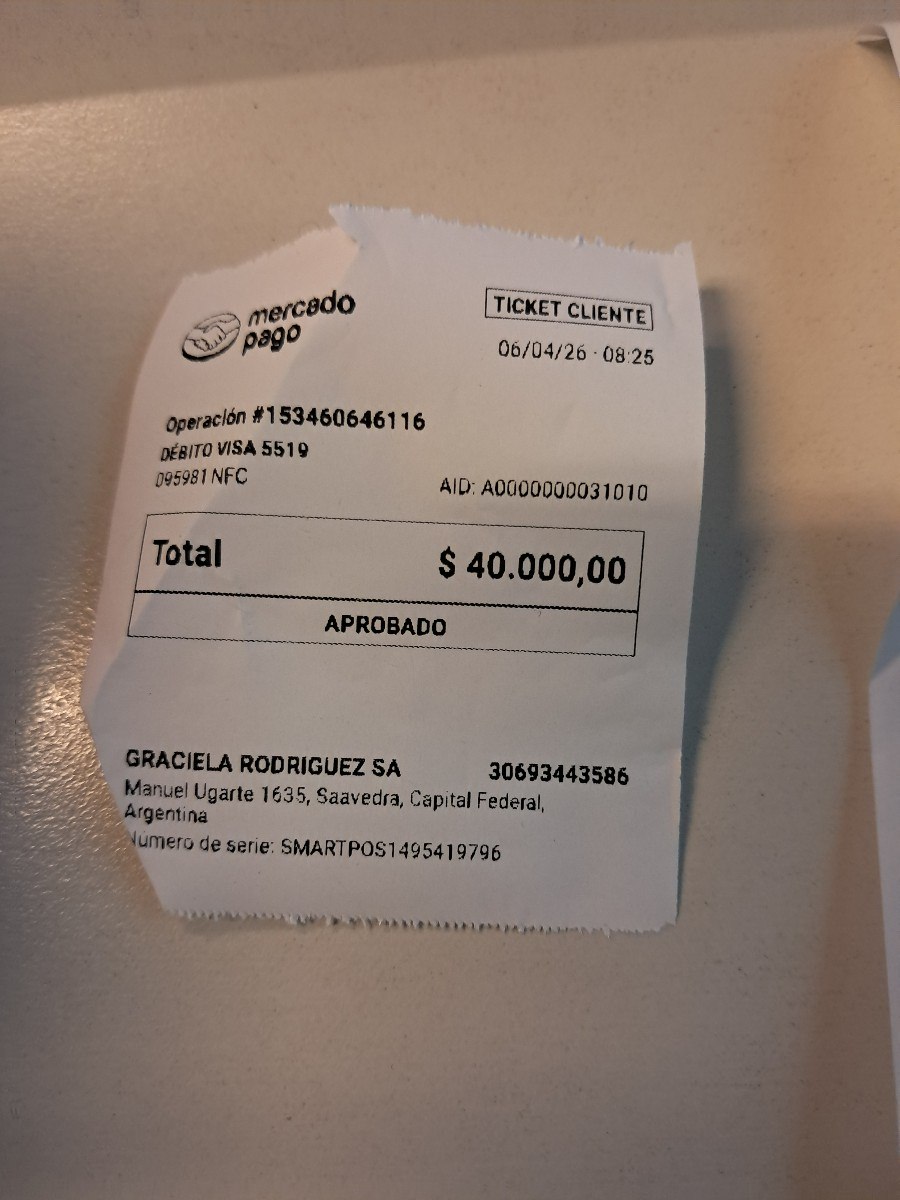 mercado
pago
TICKET CLIENTE
06/04/26 · 08:25
Operación #153460646116
DÉBITO VISA 5519
095981 NFC
AID: A0000000031010
Total $ 40.000,00
APROBADO
GRACIELA RODRIGUEZ SA 30693443586
Manuel Ugarte 1635, Saavedra, Capital Federal,
Argentina
Número de serie: SMARTPOS1495419796